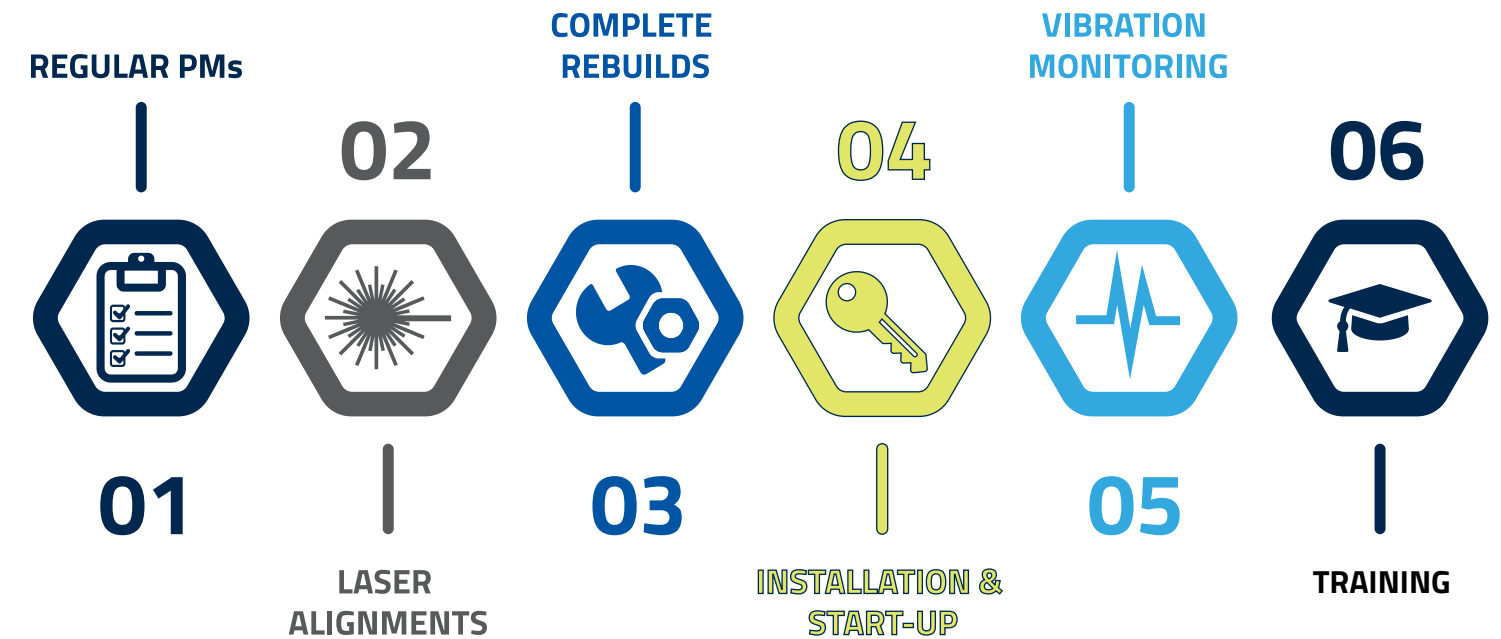 REGULAR PMs
01
02
LASER
ALIGNMENTS
COMPLETE
REBUILDS
03
04
INSTALLATION &
START-UP
VIBRATION
MONITORING
05
06
TRAINING